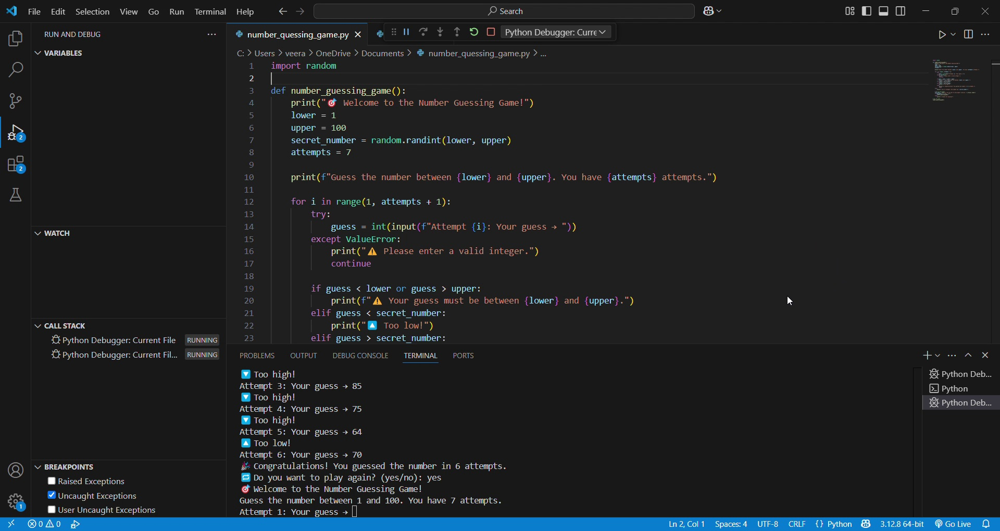 File Edit Selection View Go Run Terminal Help
Search
RUN AND DEBUG
number_quessing_game.py
Python Debugger: Curre
VARIABLES
C: > Users > veera > OneDrive > Documents > number_quessing_game.py > ...
1 import random
2
3 def number_guessing_game():
4 print("🎯 Welcome to the Number Guessing Game!")
5 lower = 1
6 upper = 100
7 secret_number = random.randint(lower, upper)
8 attempts = 7
9
10 print(f"Guess the number between {lower} and {upper}. You have {attempts} attempts.")
11
12 for i in range(1, attempts + 1):
13 try:
14 guess = int(input(f"Attempt {i}: Your guess → "))
15 except ValueError:
16 print("⚠️ Please enter a valid integer.")
17 continue
18
19 if guess < lower or guess > upper:
20 print(f"⚠️ Your guess must be between {lower} and {upper}.")
21 elif guess < secret_number:
22 print("🔼 Too low!")
23 elif guess > secret_number:
WATCH
CALL STACK
Python Debugger: Current File RUNNING
Python Debugger: Current Fil... RUNNING
BREAKPOINTS
Raised Exceptions
Uncaught Exceptions
User Uncaught Exceptions
PROBLEMS OUTPUT DEBUG CONSOLE TERMINAL PORTS
🔽 Too high!
Attempt 3: Your guess → 85
🔽 Too high!
Attempt 4: Your guess → 75
🔽 Too high!
Attempt 5: Your guess → 64
🔼 Too low!
Attempt 6: Your guess → 70
🎉 Congratulations! You guessed the number in 6 attempts.
🔁 Do you want to play again? (yes/no): yes
🎯 Welcome to the Number Guessing Game!
Guess the number between 1 and 100. You have 7 attempts.
Attempt 1: Your guess →
Python Deb...
Python
Python Deb...
2
2
1
0 0
Ln 2, Col 1 Spaces: 4 UTF-8 CRLF {} Python 3.12.8 64-bit Go Live